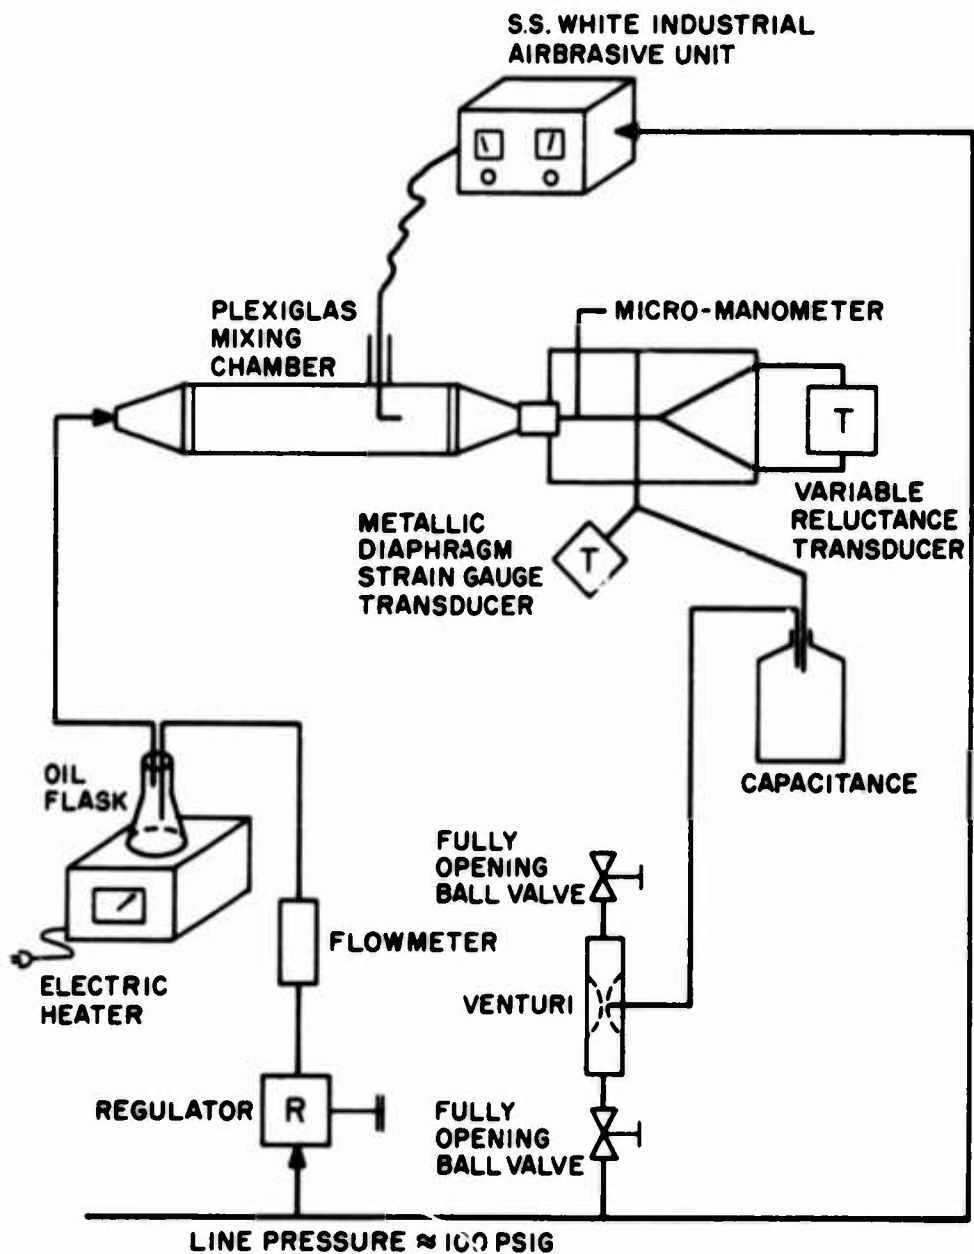 S.S. WHITE INDUSTRIAL
AIRBRASIVE UNIT
PLEXIGLAS
MIXING
CHAMBER
MICRO-MANOMETER
T
VARIABLE
RELUCTANCE
TRANSDUCER
METALLIC
DIAPHRAGM
STRAIN GAUGE
TRANSDUCER
T
CAPACITANCE
OIL
FLASK
FULLY
OPENING
BALL VALVE
FLOWMETER
ELECTRIC
HEATER
VENTURI
REGULATOR
R
FULLY
OPENING
BALL VALVE
LINE PRESSURE ≈ 100 PSIG